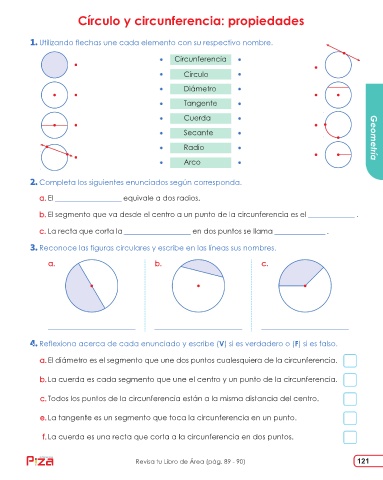 Círculo y circunferencia: propiedades
1. Utilizando flechas une cada elemento con su respectivo nombre.
Circunferencia
Círculo
Diámetro
Tangente
Cuerda
Secante
Radio
Arco
Geometría
2. Completa los siguientes enunciados según corresponda.
a. El ____________ equivale a dos radios.
b. El segmento que va desde el centro a un punto de la circunferencia es el ____________ .
c. La recta que corta la ____________ en dos puntos se llama ____________ .
3. Reconoce las figuras circulares y escribe en las líneas sus nombres.
a. b. c.
4. Reflexiona acerca de cada enunciado y escribe (V) si es verdadero o (F) si es falso.
a. El diámetro es el segmento que une dos puntos cualesquiera de la circunferencia.
b. La cuerda es cada segmento que une el centro y un punto de la circunferencia.
c. Todos los puntos de la circunferencia están a la misma distancia del centro.
e. La tangente es un segmento que toca la circunferencia en un punto.
f. La cuerda es una recta que corta a la circunferencia en dos puntos.
Revisa tu Libro de Área (pág. 89 - 90)
121